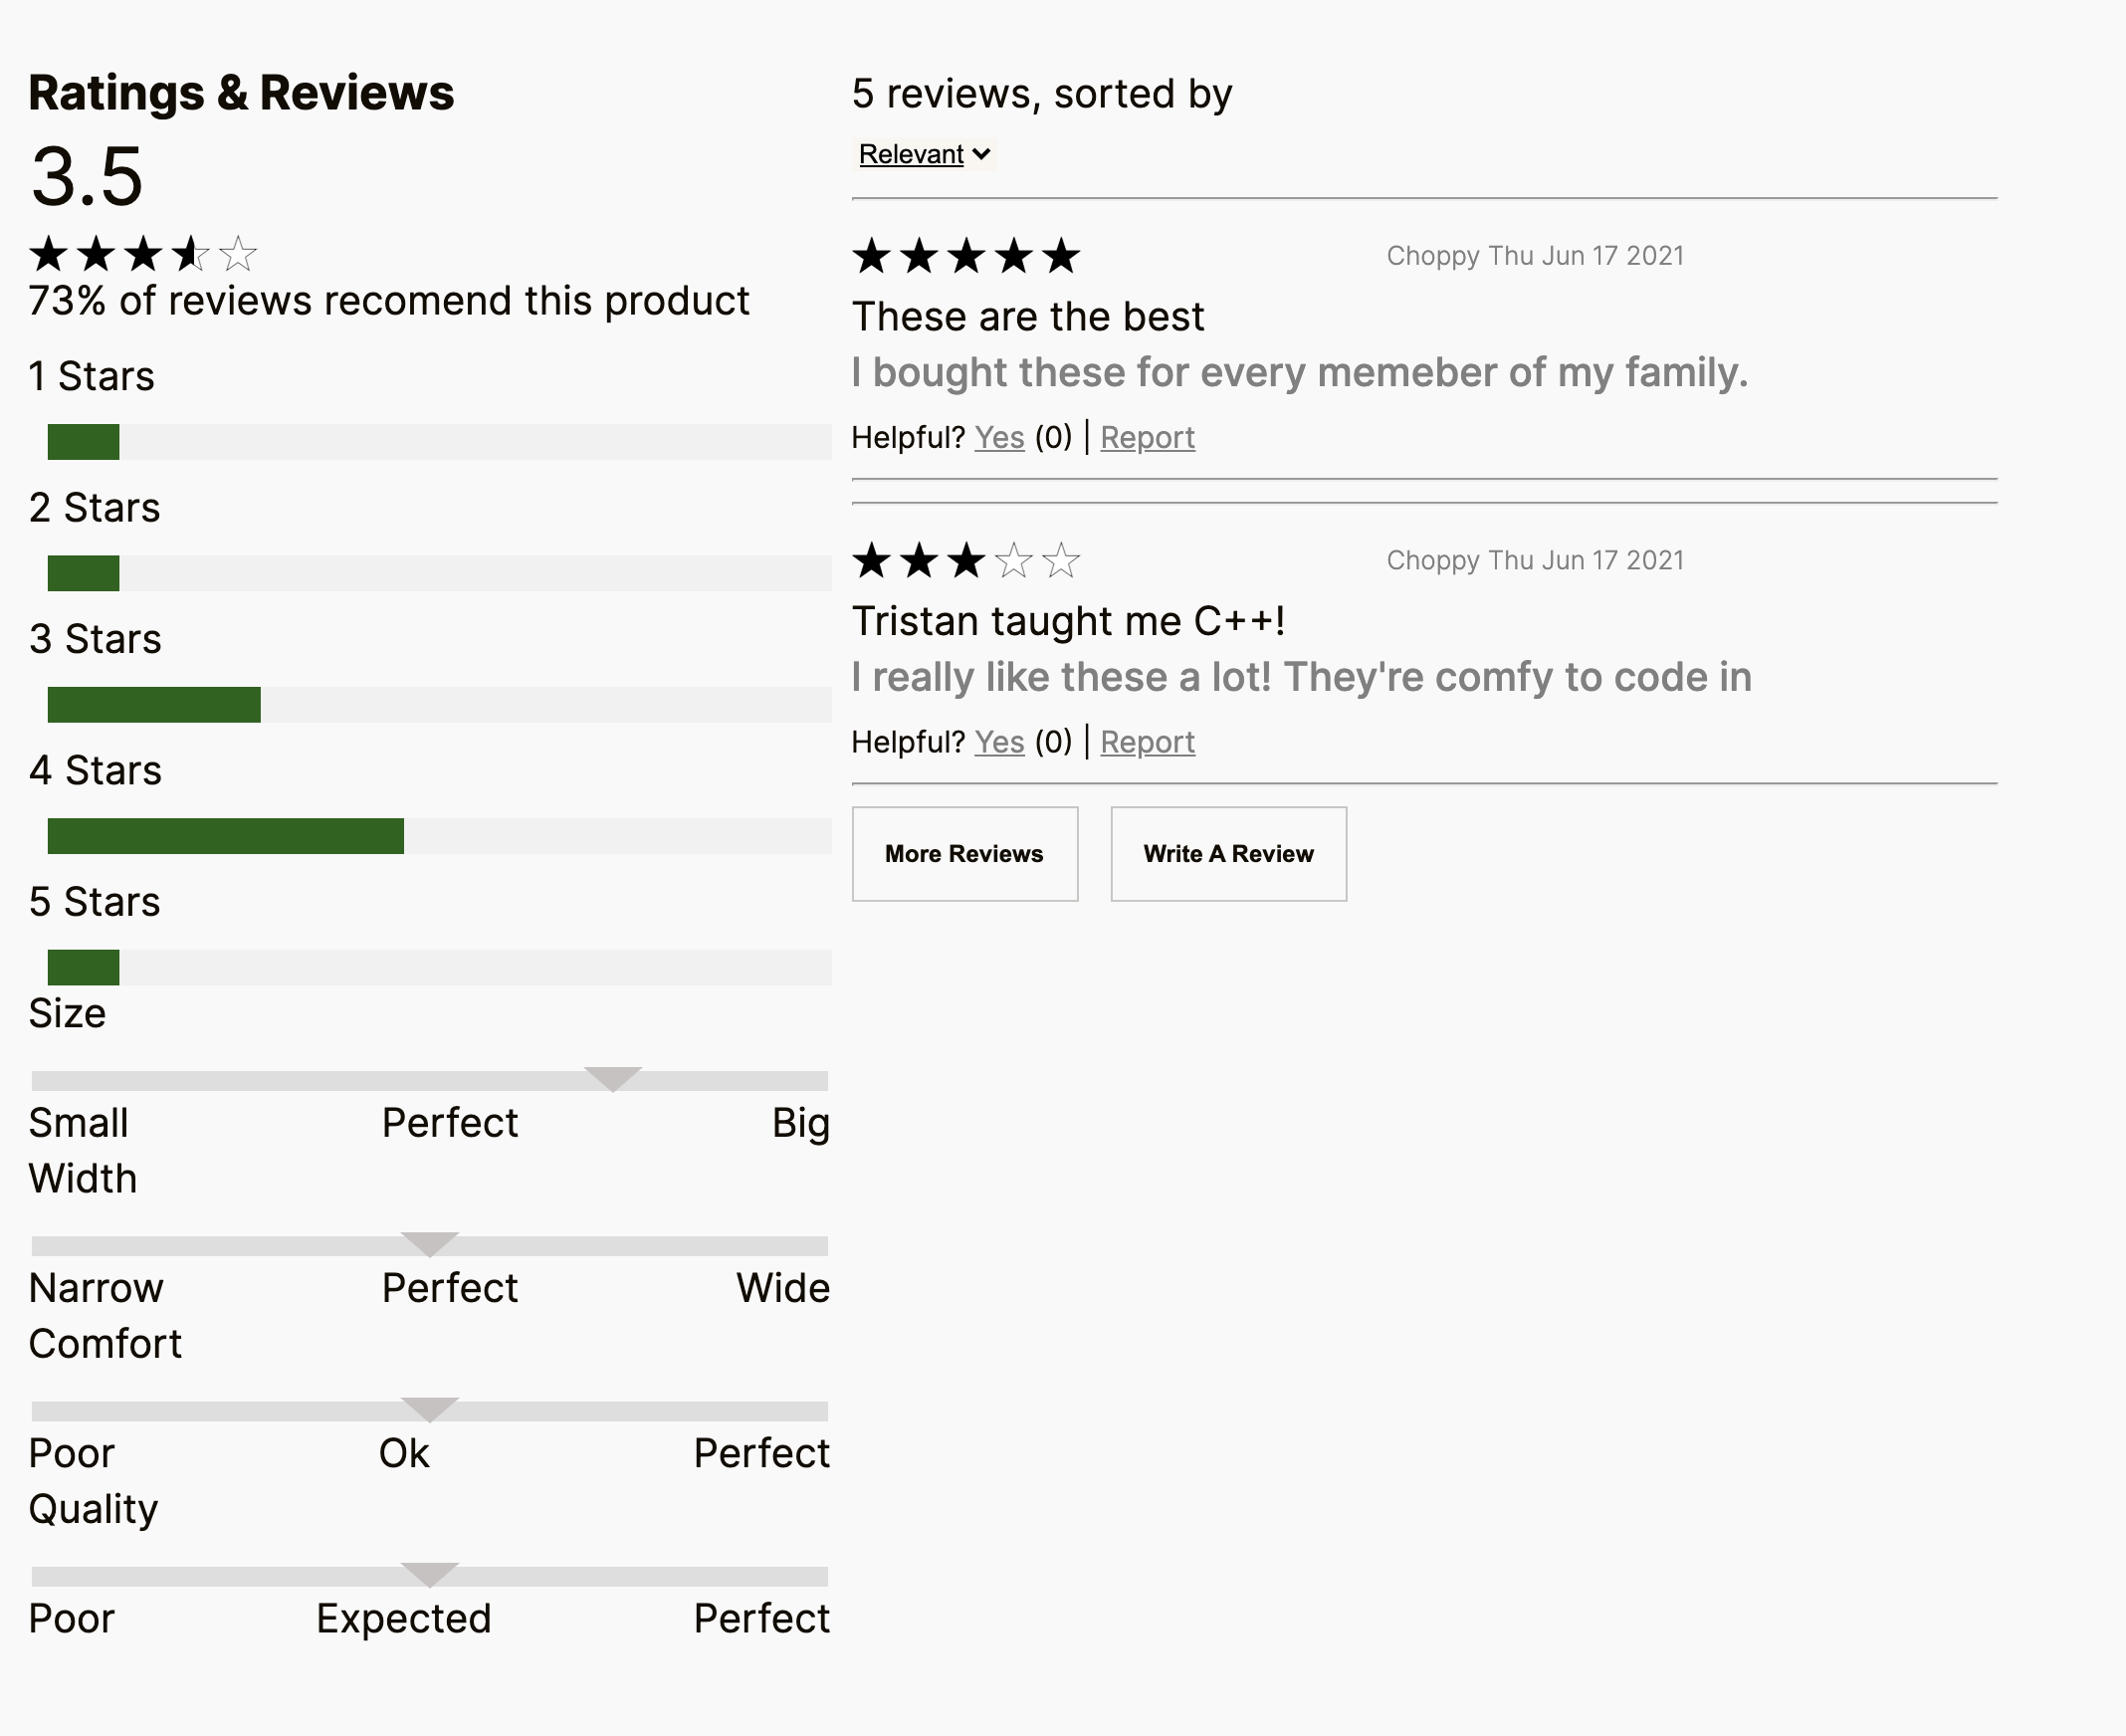 Ratings & Reviews
3.5
73% of reviews recomend this product
1 Stars
2 Stars
3 Stars
4 Stars
5 Stars
Size
Small Perfect Big
Width
Narrow Perfect Wide
Comfort
Poor Ok Perfect
Quality
Poor Expected Perfect
5 reviews, sorted by
Relevant
Choppy Thu Jun 17 2021
These are the best
I bought these for every memeber of my family.
Helpful? Yes (0) | Report
Choppy Thu Jun 17 2021
Tristan taught me C++!
I really like these a lot! They're comfy to code in
Helpful? Yes (0) | Report
More Reviews Write A Review